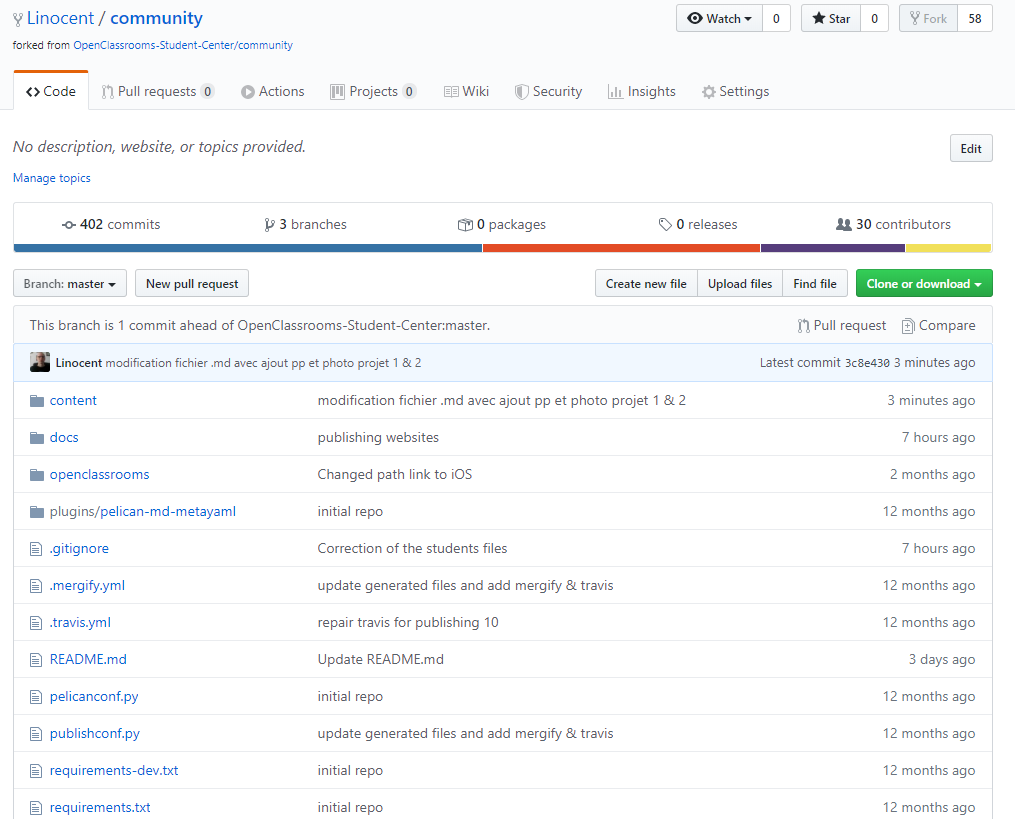 Linocent / community Watch 0 Star 0 Fork 58
forked from OpenClassrooms-Student-Center/community
Code Pull requests 0 Actions Projects 0 Wiki Security Insights Settings
No description, website, or topics provided. Edit
Manage topics
402 commits 3 branches 0 packages 0 releases 30 contributors
Branch: master New pull request Create new file Upload files Find file Clone or download
This branch is 1 commit ahead of OpenClassrooms-Student-Center:master. Pull request Compare
Linocent modification fichier .md avec ajout pp et photo projet 1 & 2 Latest commit 3c8e430 3 minutes ago
content modification fichier .md avec ajout pp et photo projet 1 & 2 3 minutes ago
docs publishing websites 7 hours ago
openclassrooms Changed path link to iOS 2 months ago
plugins/pelican-md-metayaml initial repo 12 months ago
.gitignore Correction of the students files 7 hours ago
.mergify.yml update generated files and add mergify & travis 12 months ago
.travis.yml repair travis for publishing 10 12 months ago
README.md Update README.md 3 days ago
pelicanconf.py initial repo 12 months ago
publishconf.py update generated files and add mergify & travis 12 months ago
requirements-dev.txt initial repo 12 months ago
requirements.txt initial repo 12 months ago